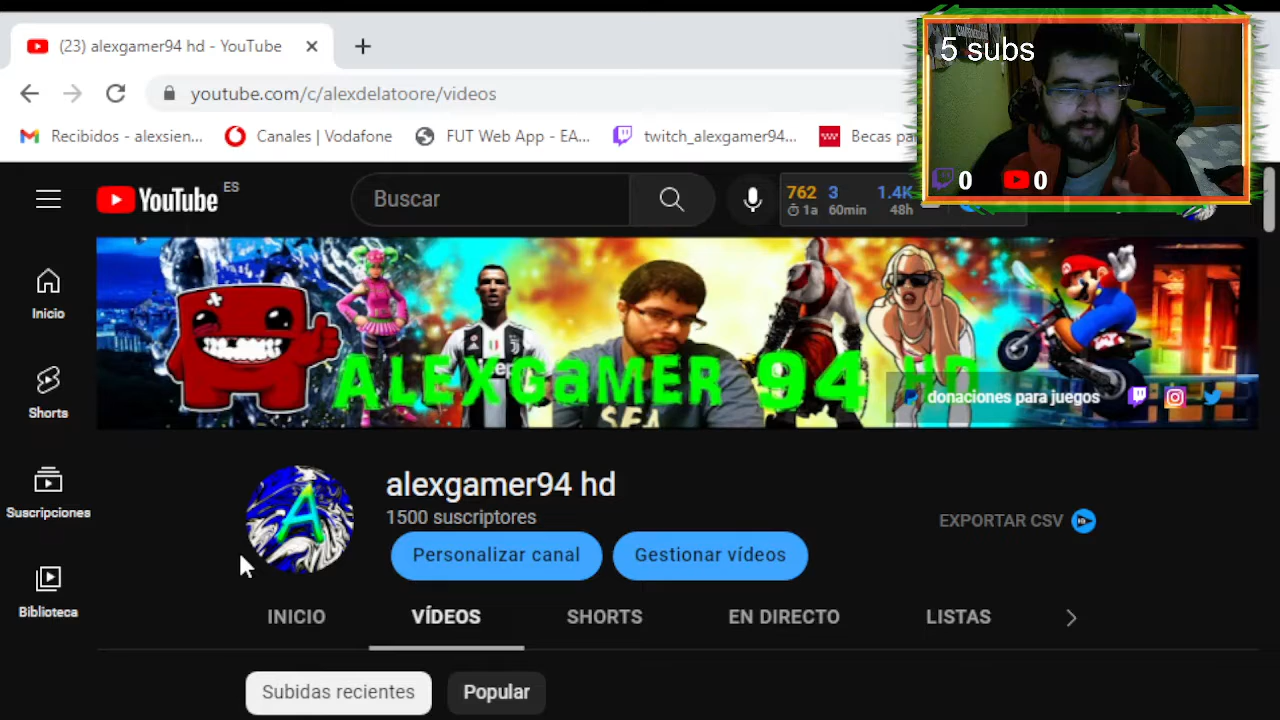 (23) alexgamer94 hd - YouTube
5 subs
youtube.com/c/alexdelatoore/videos
Recibidos - alexsien... Canales | Vodafone FUT Web App - EA... twitch_alexgamer94... Becas pa
0 0
YouTube ES
Buscar
762 3 1.4K
1a 60min 48h
Inicio
Shorts
Suscripciones
Biblioteca
ALEXGAMER 94 HD
donaciones para juegos
alexgamer94 hd
1500 suscriptores
EXPORTAR CSV
Personalizar canal Gestionar vídeos
INICIO VÍDEOS SHORTS EN DIRECTO LISTAS
Subidas recientes Popular